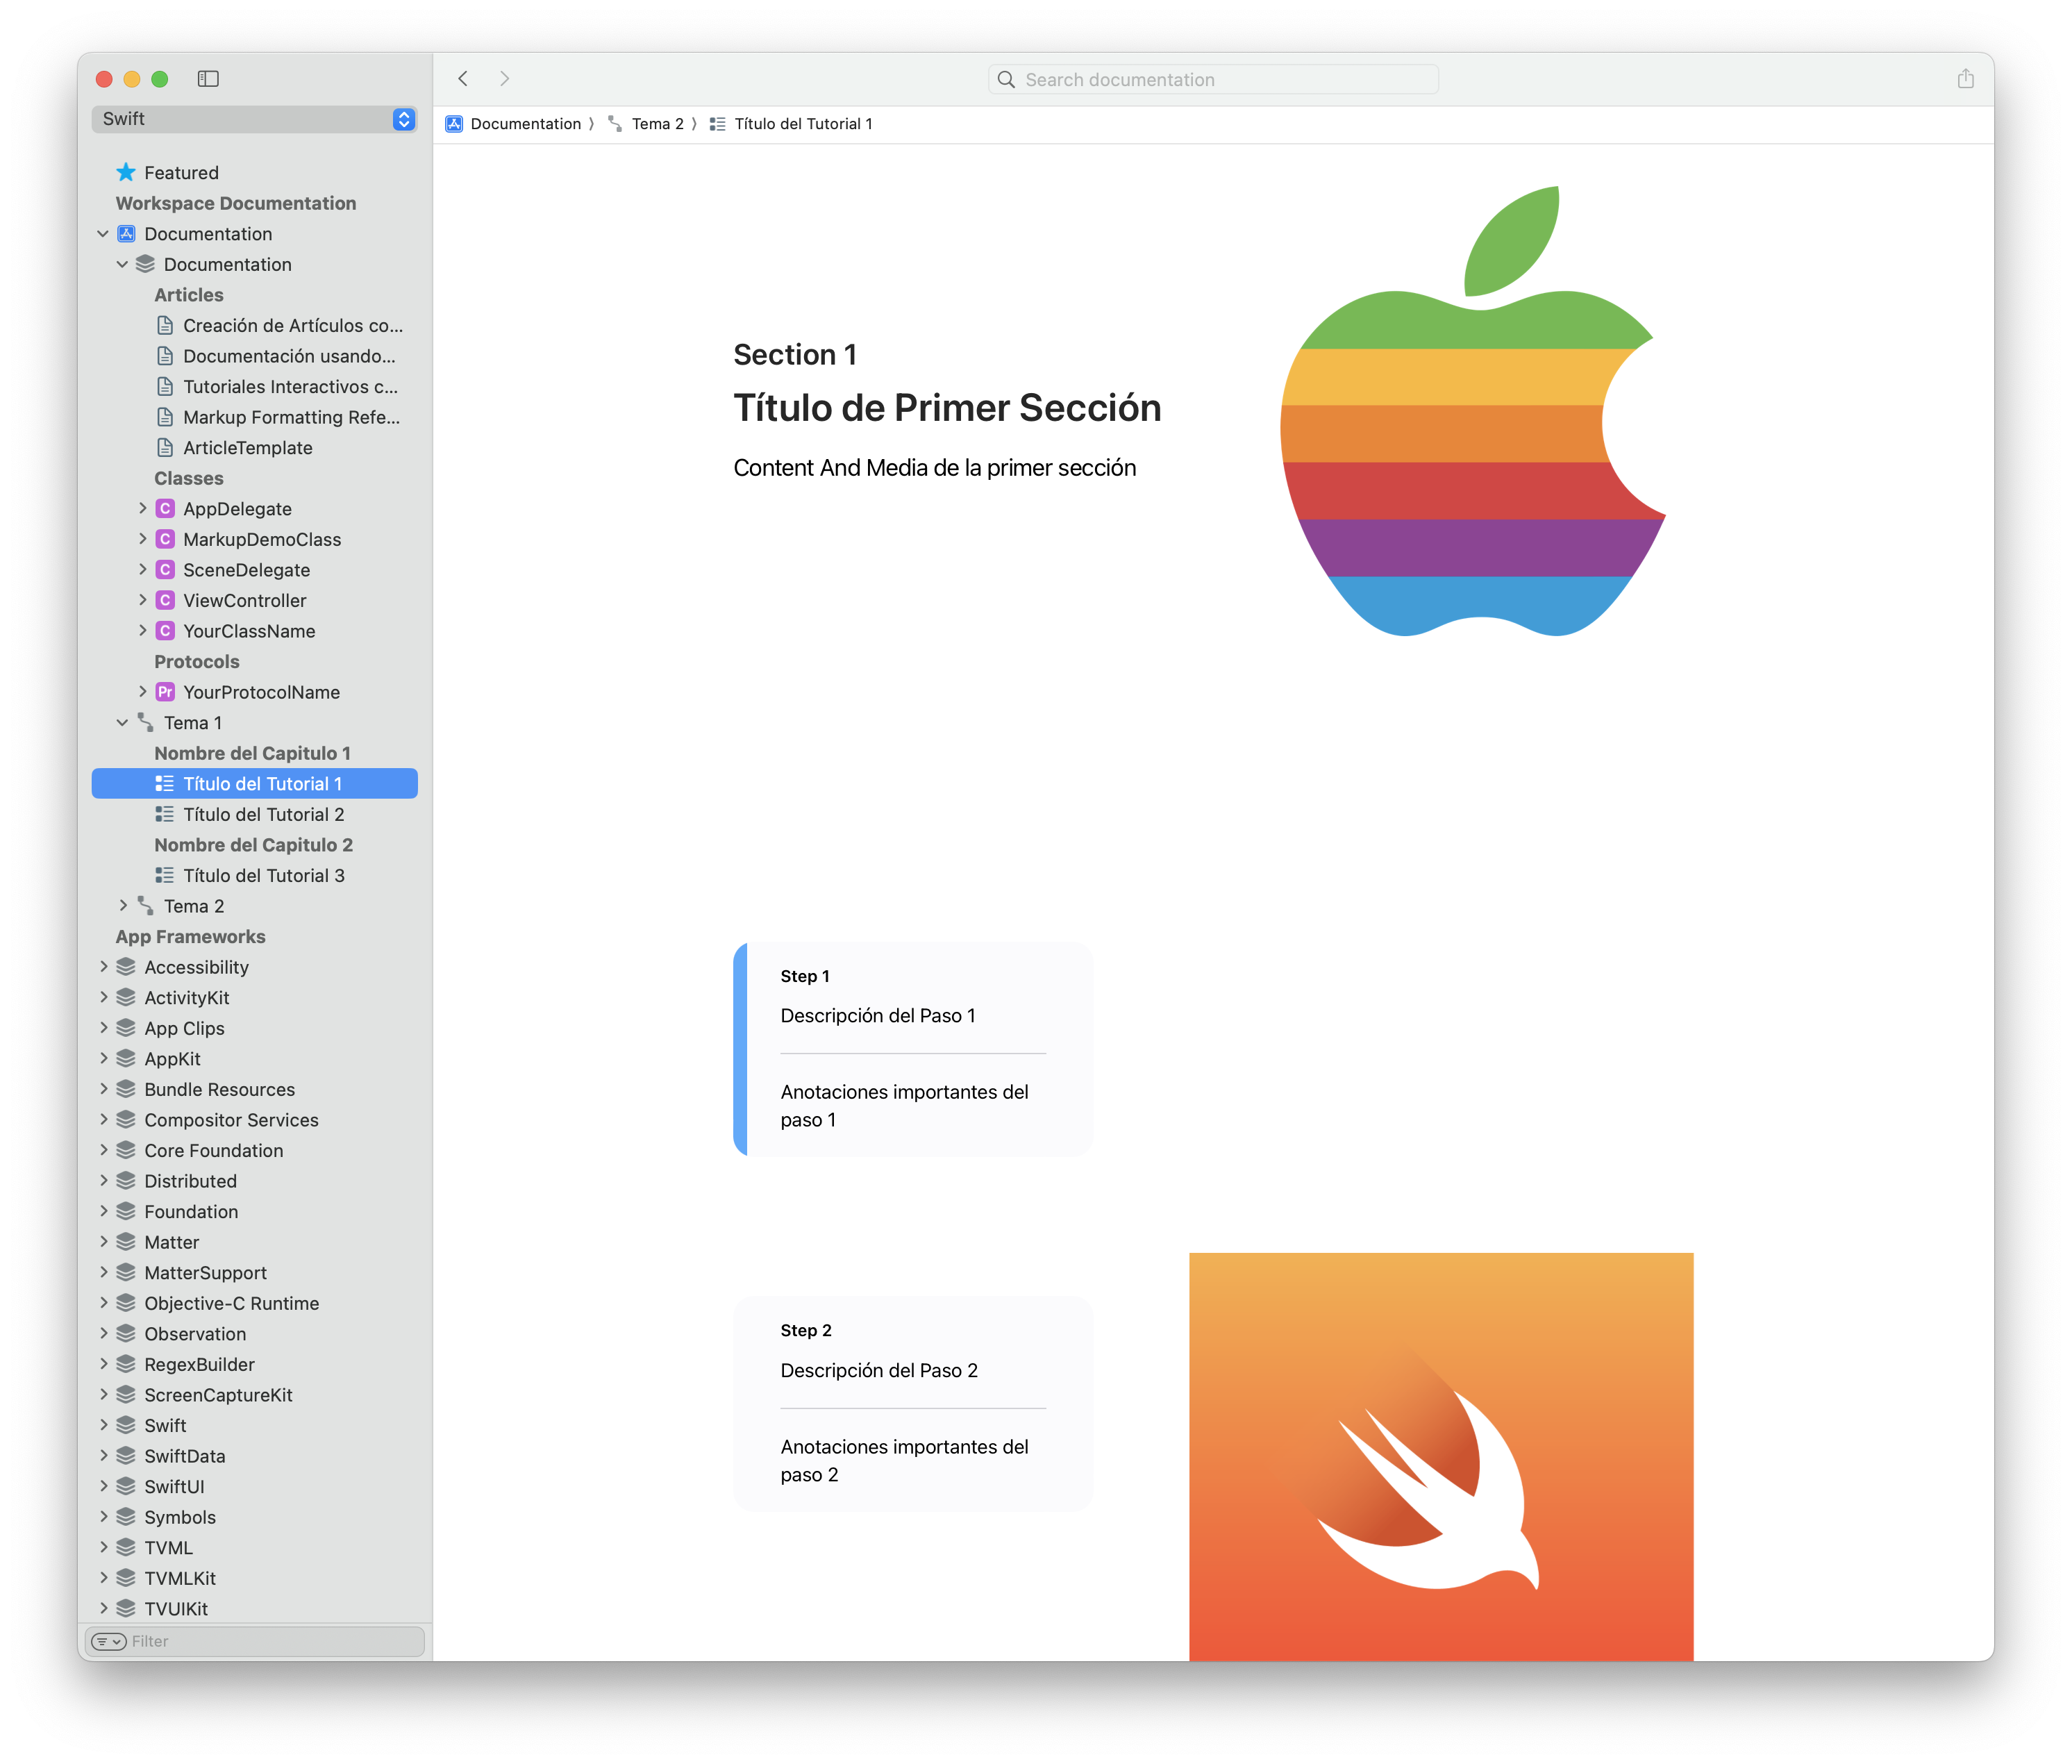 Swift
Featured
Workspace Documentation
Documentation
Documentation
Articles
Creación de Artículos co...
Documentación usando...
Tutoriales Interactivos c...
Markup Formatting Refe...
ArticleTemplate
Classes
C AppDelegate
C MarkupDemoClass
C SceneDelegate
C ViewController
C YourClassName
Protocols
Pr YourProtocolName
Tema 1
Nombre del Capitulo 1
Título del Tutorial 1
Título del Tutorial 2
Nombre del Capitulo 2
Título del Tutorial 3
Tema 2
App Frameworks
Accessibility
ActivityKit
App Clips
AppKit
Bundle Resources
Compositor Services
Core Foundation
Distributed
Foundation
Matter
MatterSupport
Objective-C Runtime
Observation
RegexBuilder
ScreenCaptureKit
Swift
SwiftData
SwiftUI
Symbols
TVML
TVMLKit
TVUIKit
Filter
Search documentation
Documentation ⟩ Tema 2 ⟩ Título del Tutorial 1
Section 1
Título de Primer Sección
Content And Media de la primer sección
Step 1
Descripción del Paso 1
Anotaciones importantes del
paso 1
Step 2
Descripción del Paso 2
Anotaciones importantes del
paso 2